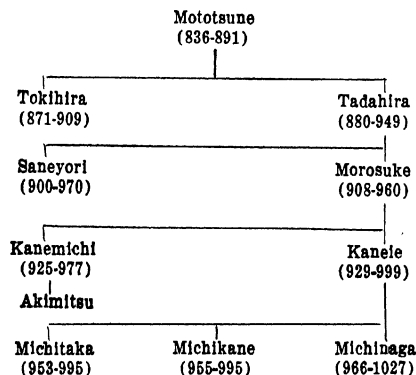 Mototsune
(836-891)
Tokihira
(871-909)
Tadahira
(880-949)
Saneyori
(900-970)
Morosuke
(908-960)
Kanemichi
(925-977)
Kaneie
(929-999)
Akimitsu
Michitaka
(953-995)
Michikane
(955-995)
Michinaga
(966-1027)